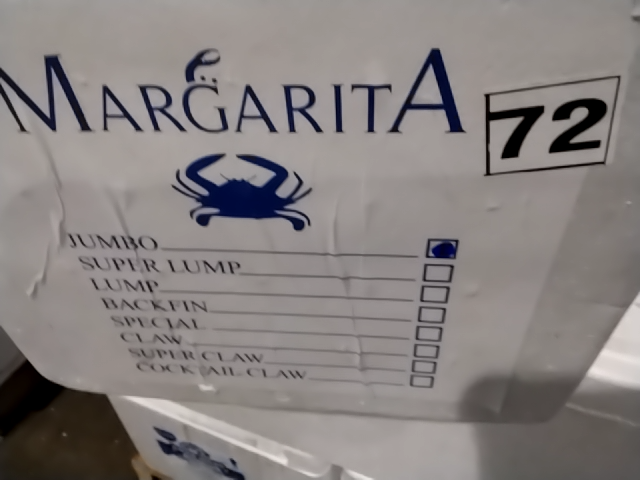 MARGARITA
72
JUMBO
SUPER LUMP
LUMP
BACKFIN
SPECIAL
CLAW
SUPER CLAW
COCKTAIL CLAW